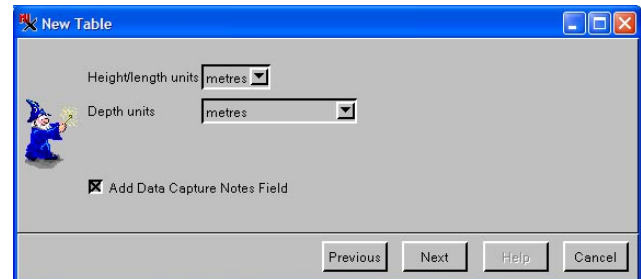 New Table
Height/length units metres
Depth units metres
Add Data Capture Notes Field
Previous Next Help Cancel